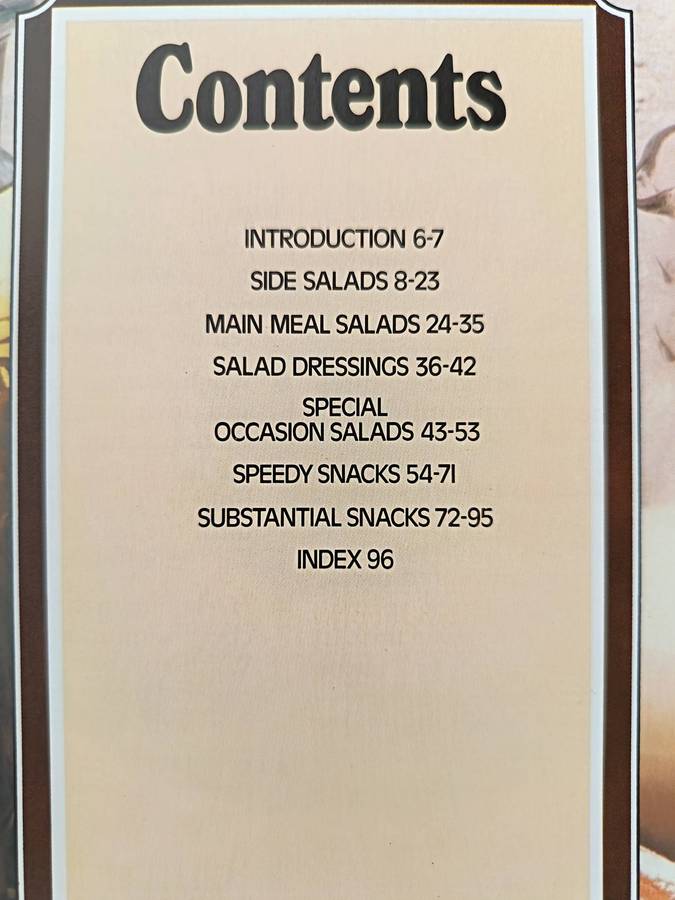 Contents
INTRODUCTION 6-7
SIDE SALADS 8-23
MAIN MEAL SALADS 24-35
SALAD DRESSINGS 36-42
SPECIAL
OCCASION SALADS 43-53
SPEEDY SNACKS 54-71
SUBSTANTIAL SNACKS 72-95
INDEX 96